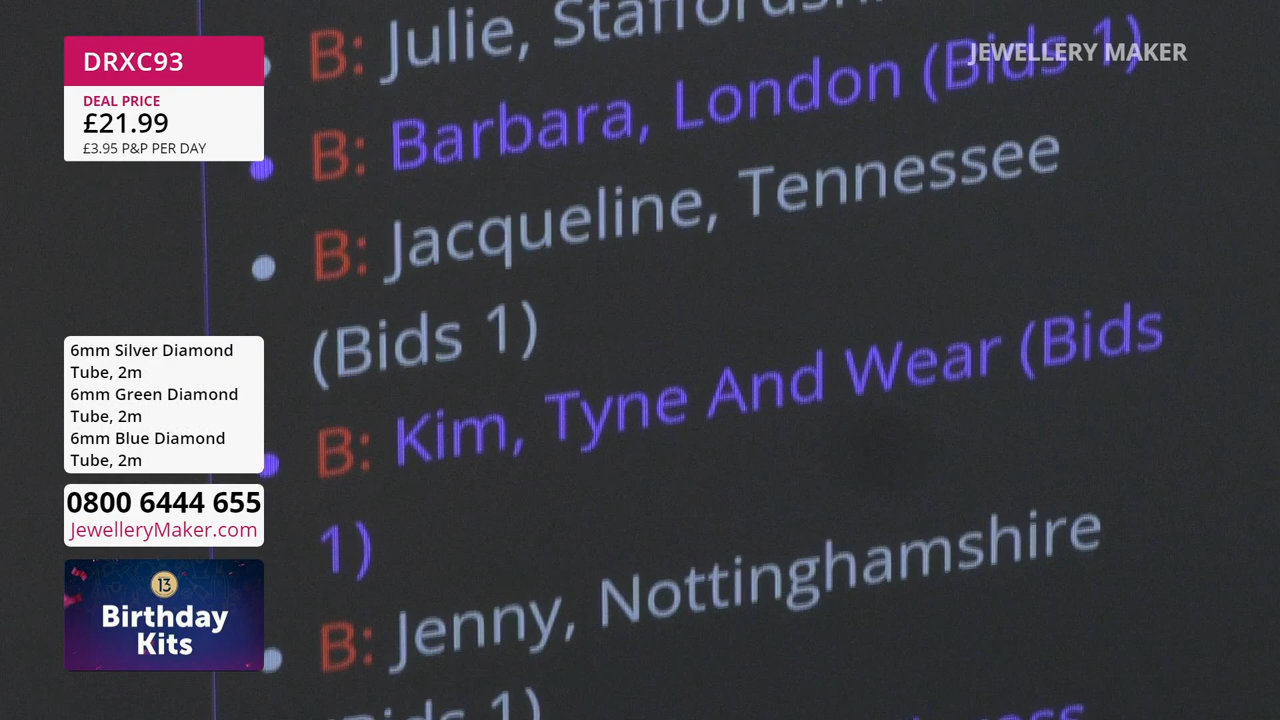 DRXC93
DEAL PRICE
£21.99
£3.95 P&P PER DAY
6mm Silver Diamond
Tube, 2m
6mm Green Diamond
Tube, 2m
6mm Blue Diamond
Tube, 2m
0800 6444 655
JewelleryMaker.com
13
Birthday
Kits
JEWELLERY MAKER
B: Julie,
B: Barbara, London (Bids 1)
B: Jacqueline, Tennessee
(Bids 1)
B: Kim, Tyne And Wear (Bids
1)
B: Jenny, Nottinghamshire
(Bids 1)